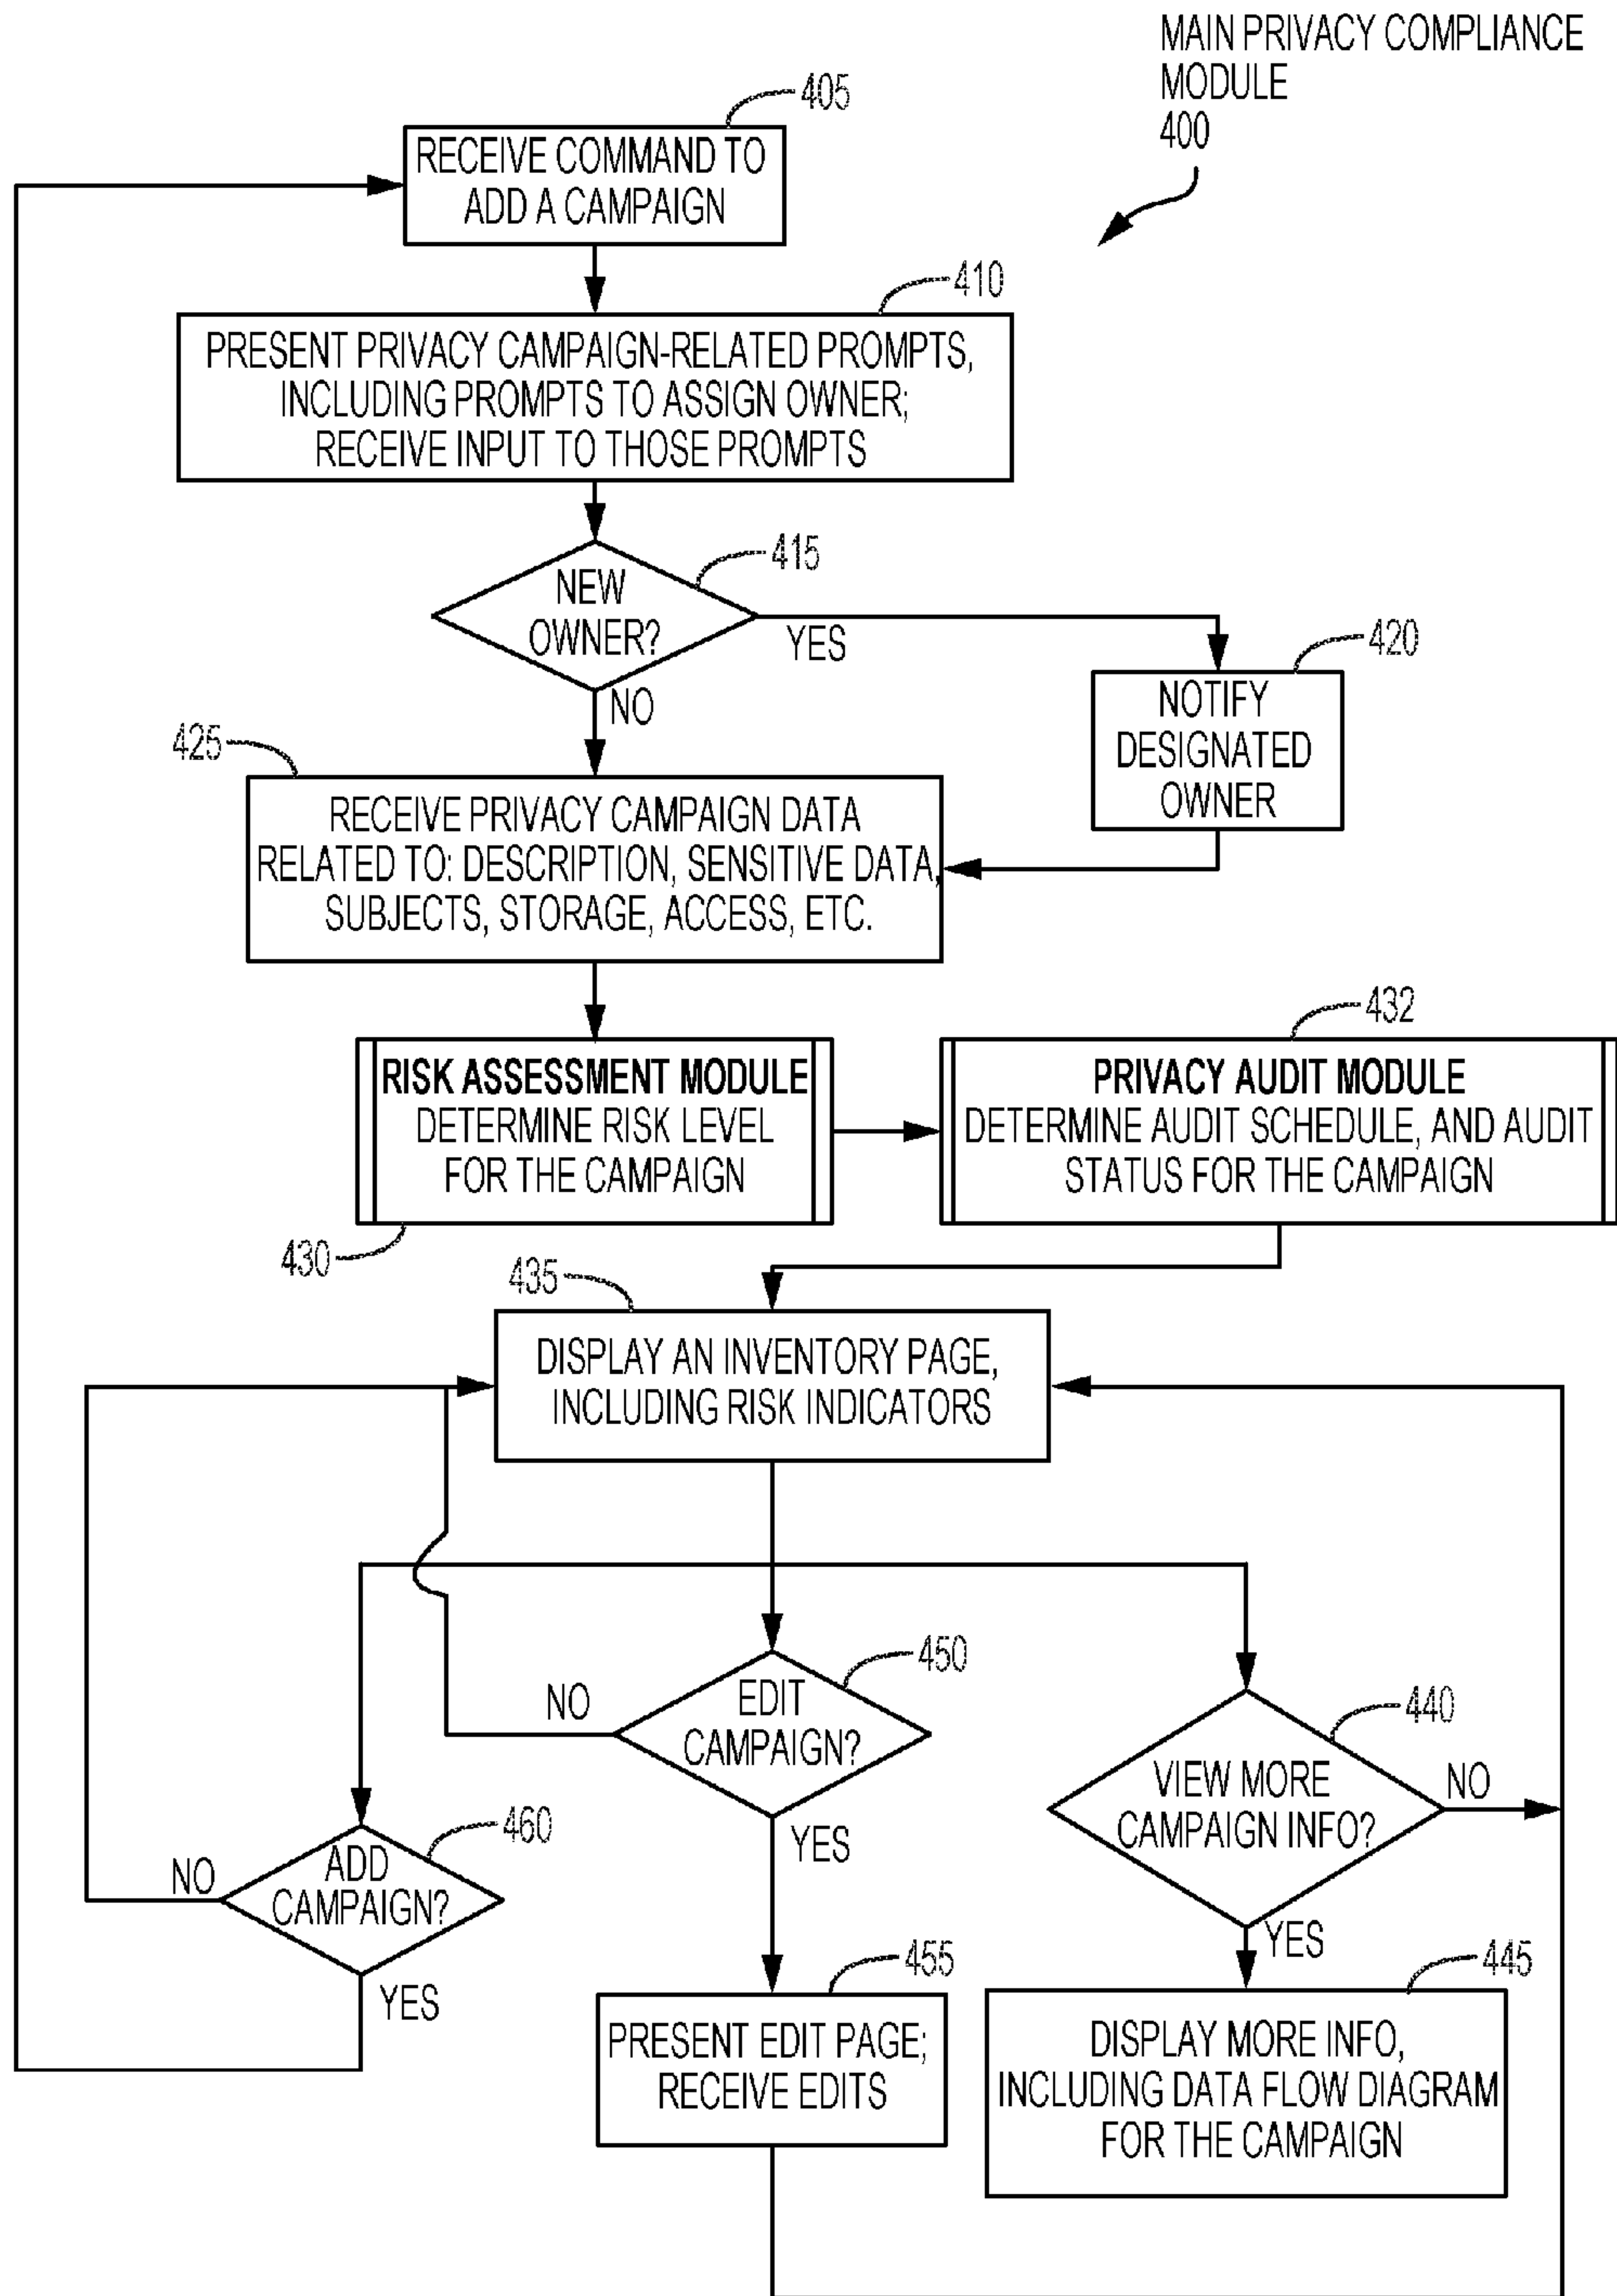 MAIN PRIVACY COMPLIANCE
MODULE
400
405
RECEIVE COMMAND TO
ADD A CAMPAIGN
410
PRESENT PRIVACY CAMPAIGN-RELATED PROMPTS,
INCLUDING PROMPTS TO ASSIGN OWNER;
RECEIVE INPUT TO THOSE PROMPTS
415
NEW
OWNER?
YES
NO
420
NOTIFY
DESIGNATED
OWNER
425
RECEIVE PRIVACY CAMPAIGN DATA
RELATED TO: DESCRIPTION, SENSITIVE DATA,
SUBJECTS, STORAGE, ACCESS, ETC.
RISK ASSESSMENT MODULE
DETERMINE RISK LEVEL
FOR THE CAMPAIGN
430
432
PRIVACY AUDIT MODULE
DETERMINE AUDIT SCHEDULE, AND AUDIT
STATUS FOR THE CAMPAIGN
435
DISPLAY AN INVENTORY PAGE,
INCLUDING RISK INDICATORS
450
EDIT
CAMPAIGN?
NO
YES
440
VIEW MORE
CAMPAIGN INFO?
NO
YES
460
ADD
CAMPAIGN?
NO
YES
455
PRESENT EDIT PAGE;
RECEIVE EDITS
445
DISPLAY MORE INFO,
INCLUDING DATA FLOW DIAGRAM
FOR THE CAMPAIGN